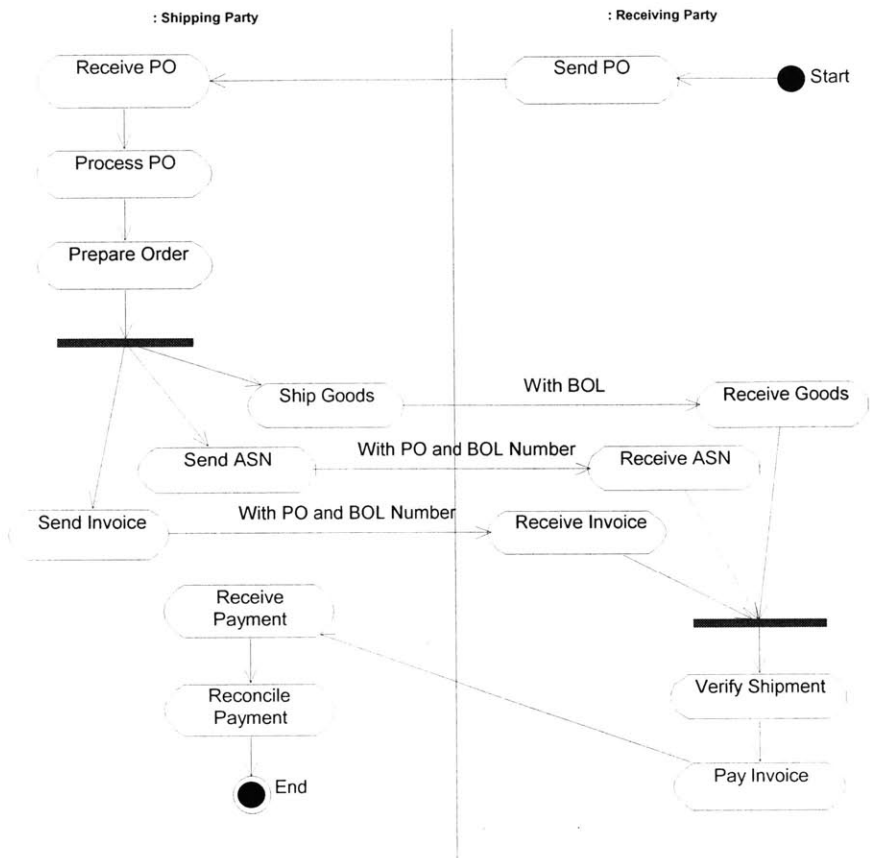 : Shipping Party
: Receiving Party
Receive PO
Send PO
Start
Process PO
Prepare Order
Ship Goods
With BOL
Receive Goods
Send ASN
With PO and BOL Number
Receive ASN
Send Invoice
With PO and BOL Number
Receive Invoice
Receive
Payment
Verify Shipment
Reconcile
Payment
Pay Invoice
End